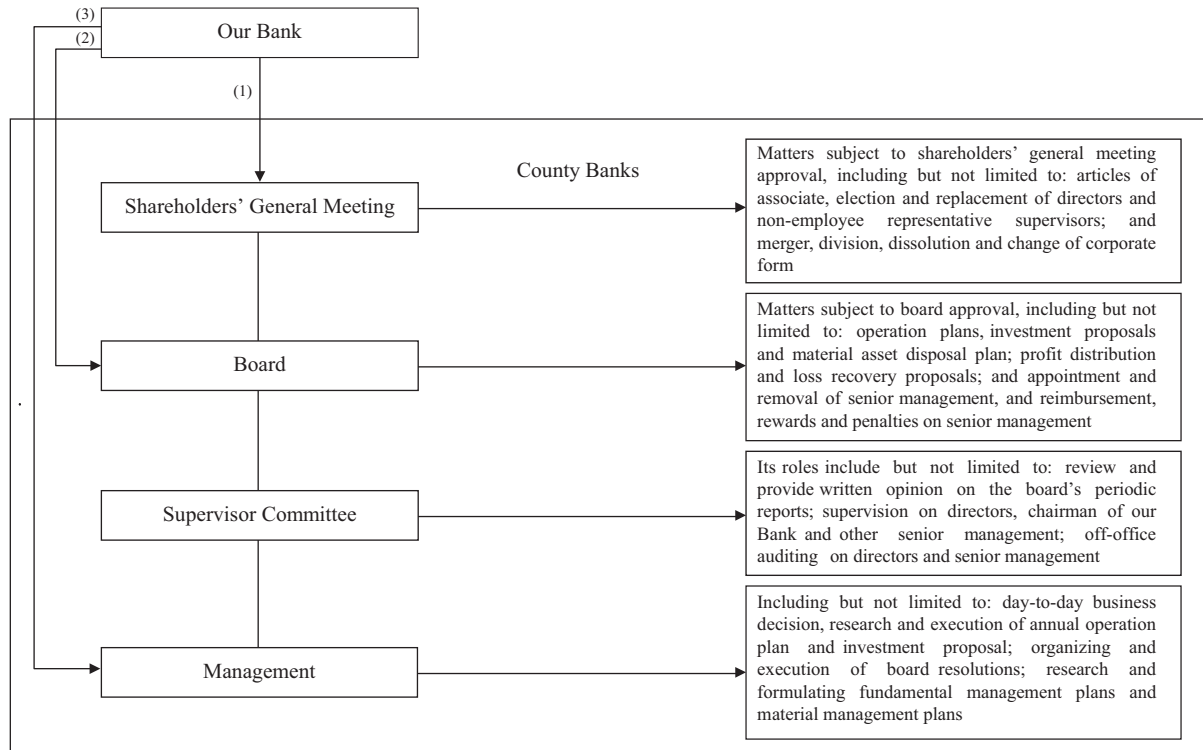 (3)
Our Bank
(2)
(1)
County Banks
Shareholders’ General Meeting
Matters subject to shareholders’ general meeting
approval, including but not limited to: articles of
associate, election and replacement of directors and
non-employee representative supervisors; and
merger, division, dissolution and change of corporate
form
Board
Matters subject to board approval, including but not
limited to: operation plans, investment proposals
and material asset disposal plan; profit distribution
and loss recovery proposals; and appointment and
removal of senior management, and reimbursement,
rewards and penalties on senior management
Supervisor Committee
Its roles include but not limited to: review and
provide written opinion on the board’s periodic
reports; supervision on directors, chairman of our
Bank and other senior management; off-office
auditing on directors and senior management
Management
Including but not limited to: day-to-day business
decision, research and execution of annual operation
plan and investment proposal; organizing and
execution of board resolutions; research and
formulating fundamental management plans and
material management plans